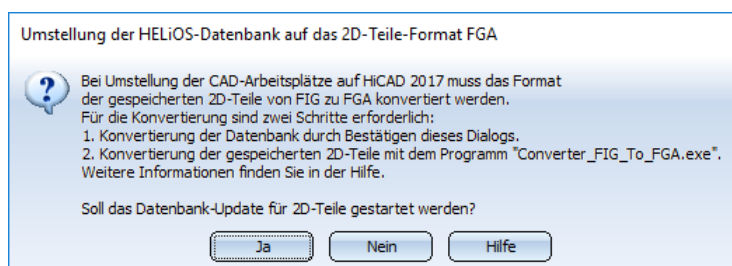 Umstellung der HELiOS-Datenbank auf das 2D-Teile-Format FGA
Bei Umstellung der CAD-Arbeitsplätze auf HiCAD 2017 muss das Format
der gespeicherten 2D-Teile von FIG zu FGA konvertiert werden.
Für die Konvertierung sind zwei Schritte erforderlich:
1. Konvertierung der Datenbank durch Bestätigen dieses Dialogs.
2. Konvertierung der gespeicherten 2D-Teile mit dem Programm "Converter_FIG_To_FGA.exe".
Weitere Informationen finden Sie in der Hilfe.
Soll das Datenbank-Update für 2D-Teile gestartet werden?
Ja Nein Hilfe